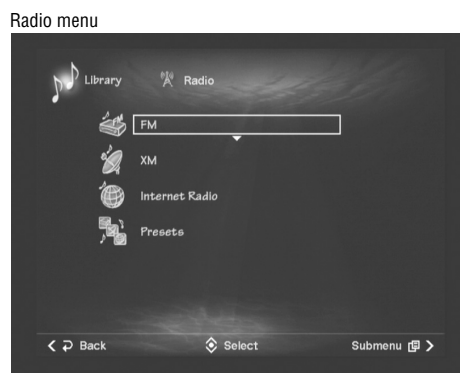 Radio menu
Library Radio
FM
XM
Internet Radio
Presets
Back Select Submenu